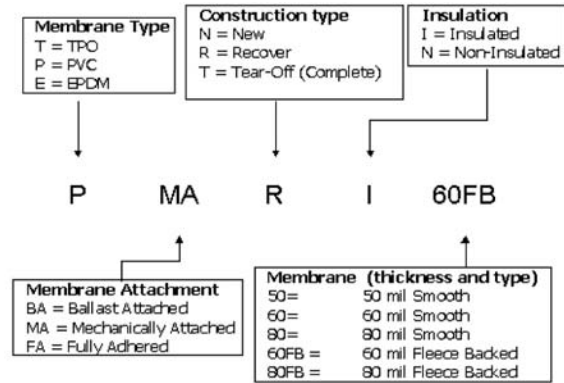 Membrane Type
T = TPO
P = PVC
E = EPDM
Construction type
N = New
R = Recover
T = Tear-Off (Complete)
Insulation
I = Insulated
N = Non-Insulated
P MA R I 60FB
Membrane Attachment
BA = Ballast Attached
MA = Mechanically Attached
FA = Fully Adhered
Membrane (thickness and type)
50= 50 mil Smooth
60= 60 mil Smooth
80= 80 mil Smooth
60FB = 60 mil Fleece Backed
80FB = 80 mil Fleece Backed